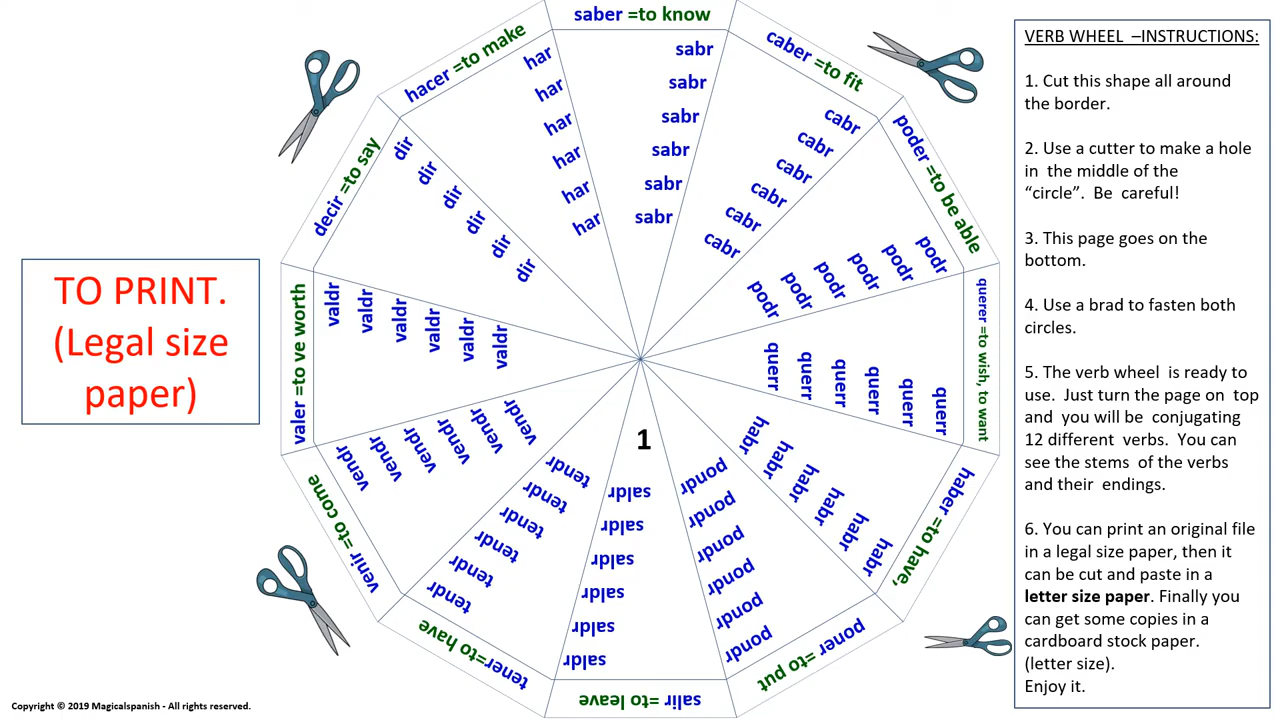 saber =to know
sabr
sabr
sabr
sabr
sabr
sabr
caber =to fit
cabr
cabr
cabr
cabr
cabr
cabr
poder =to be able
podr
podr
podr
podr
podr
podr
querer =to wish, to want
querr
querr
querr
querr
querr
querr
haber =to have,
habr
habr
habr
habr
habr
habr
poner =to put
pondr
pondr
pondr
pondr
pondr
pondr
salir =to leave
saldr
saldr
saldr
saldr
saldr
saldr
tener=to have
tendr
tendr
tendr
tendr
tendr
tendr
venir =to come
vendr
vendr
vendr
vendr
vendr
vendr
valer =to ve worth
valdr
valdr
valdr
valdr
valdr
valdr
decir =to say
dir
dir
dir
dir
dir
dir
hacer =to make
har
har
har
har
har
har
1
TO PRINT.
(Legal size
paper)
VERB WHEEL –INSTRUCTIONS:
1. Cut this shape all around
the border.
2. Use a cutter to make a hole
in the middle of the
“circle”. Be careful!
3. This page goes on the
bottom.
4. Use a brad to fasten both
circles.
5. The verb wheel is ready to
use. Just turn the page on top
and you will be conjugating
12 different verbs. You can
see the stems of the verbs
and their endings.
6. You can print an original file
in a legal size paper, then it
can be cut and paste in a
letter size paper. Finally you
can get some copies in a
cardboard stock paper.
(letter size).
Enjoy it.
Copyright © 2019 Magicalspanish - All rights reserved.